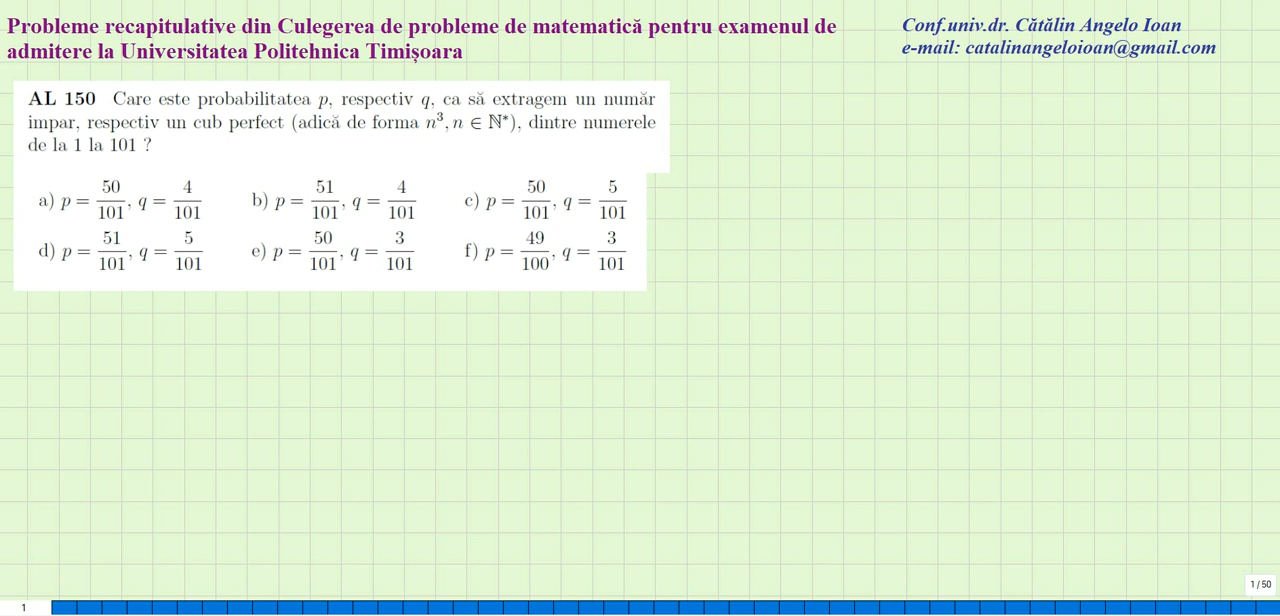 Probleme recapitulative din Culegerea de probleme de matematică pentru examenul de
admitere la Universitatea Politehnica Timișoara
Conf.univ.dr. Cătălin Angelo Ioan
e-mail: catalinangeloioan@gmail.com
AL 150 Care este probabilitatea p, respectiv q, ca să extragem un număr
impar, respectiv un cub perfect (adică de forma n³, n ∈ ℕ*), dintre numerele
de la 1 la 101 ?
a) p = 50/101, q = 4/101 b) p = 51/101, q = 4/101 c) p = 50/101, q = 5/101
d) p = 51/101, q = 5/101 e) p = 50/101, q = 3/101 f) p = 49/100, q = 3/101
1 / 50
1